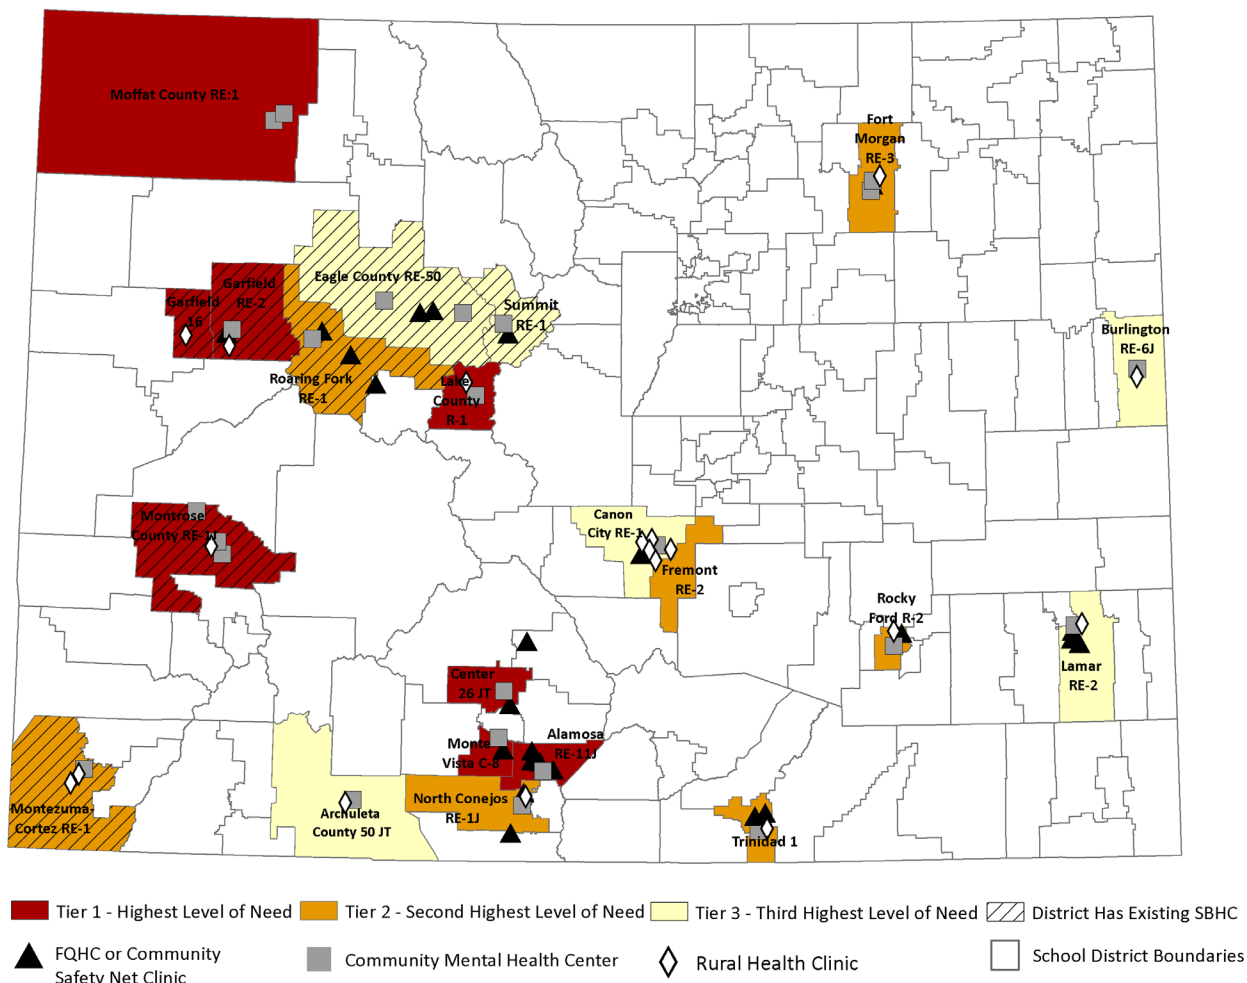 Moffat County RE:1
Fort
Morgan
RE-3
Eagle County RE-50
Garfield
RE-2
Garfield
16
Summit
RE-1
Burlington
RE-6J
Roaring Fork
RE-1
Lake
County
R-1
Montrose
County RE-1J
Canon
City RE-1
Fremont
RE-2
Rocky
Ford R-2
Lamar
RE-2
Center
26 JT
Monte
Vista C-8
Alamosa
RE-11J
North Conejos
RE-1J
Montezuma-
Cortez RE-1
Archuleta
County 50 JT
Trinidad 1
Tier 1 - Highest Level of Need
Tier 2 - Second Highest Level of Need
Tier 3 - Third Highest Level of Need
District Has Existing SBHC
FQHC or Community
Safety Net Clinic
Community Mental Health Center
Rural Health Clinic
School District Boundaries